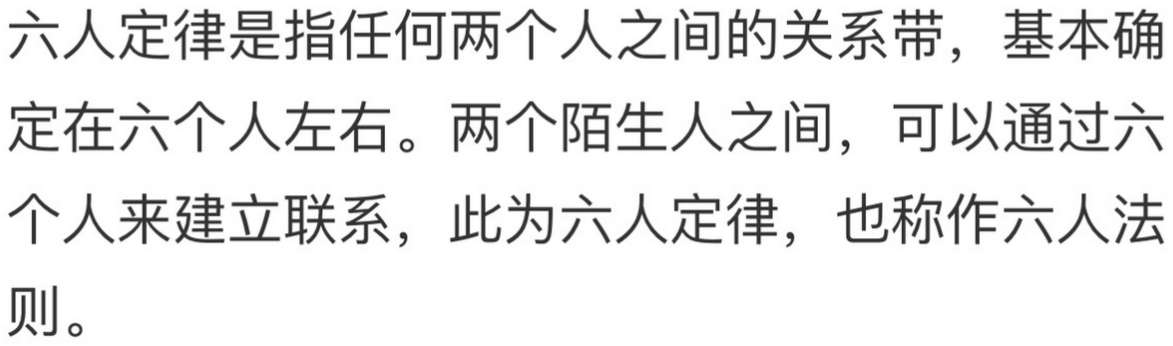 六人定律是指任何两个人之间的关系带，基本确
定在六个人左右。两个陌生人之间，可以通过六
个人来建立联系，此为六人定律，也称作六人法
则。